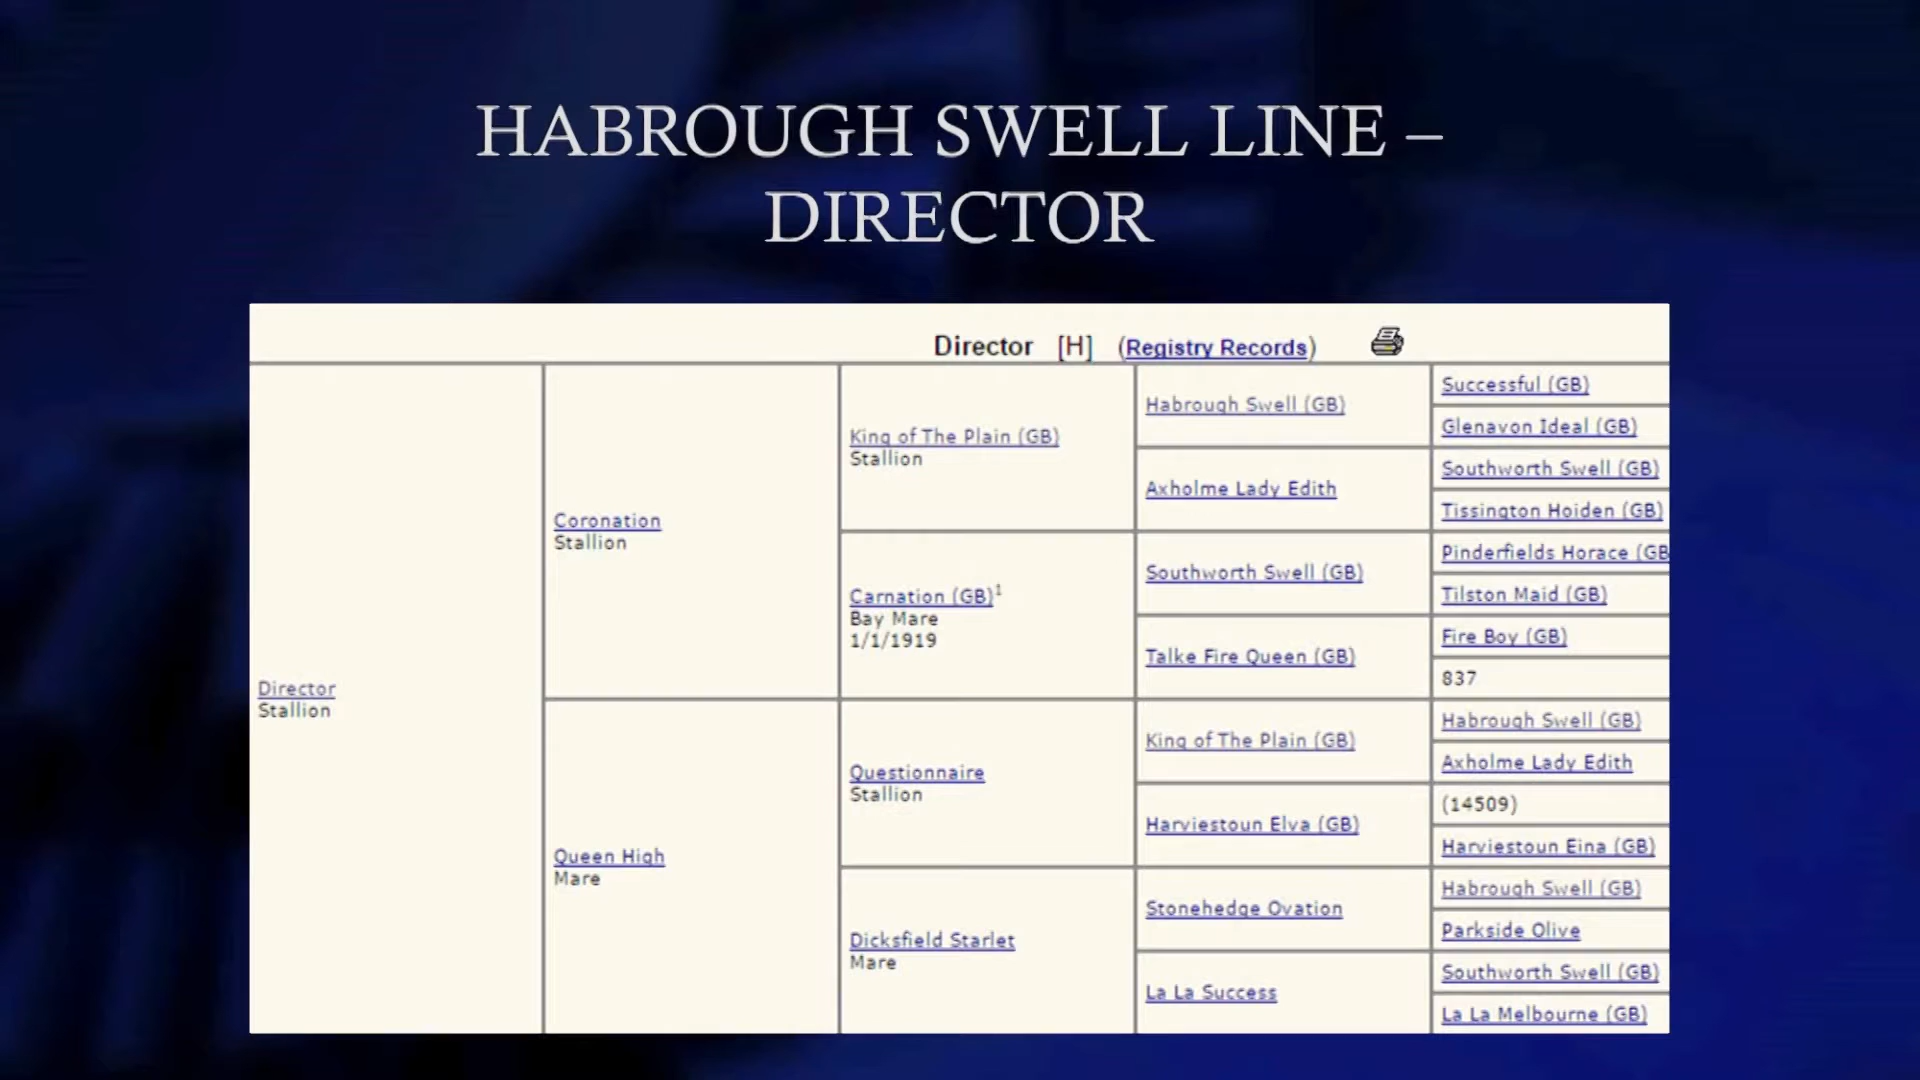 HABROUGH SWELL LINE –
DIRECTOR
Director [H] (Registry Records)
Director
Stallion
Coronation
Stallion
Queen High
Mare
King of The Plain (GB)
Stallion
Carnation (GB)1
Bay Mare
1/1/1919
Questionnaire
Stallion
Dicksfield Starlet
Mare
Habrough Swell (GB)
Axholme Lady Edith
Southworth Swell (GB)
Talke Fire Queen (GB)
King of The Plain (GB)
Harviestoun Elva (GB)
Stonehedge Ovation
La La Success
Successful (GB)
Glenavon Ideal (GB)
Southworth Swell (GB)
Tissington Hoiden (GB)
Pinderfields Horace (GB
Tilston Maid (GB)
Fire Boy (GB)
837
Habrough Swell (GB)
Axholme Lady Edith
(14509)
Harviestoun Eina (GB)
Habrough Swell (GB)
Parkside Olive
Southworth Swell (GB)
La La Melbourne (GB)